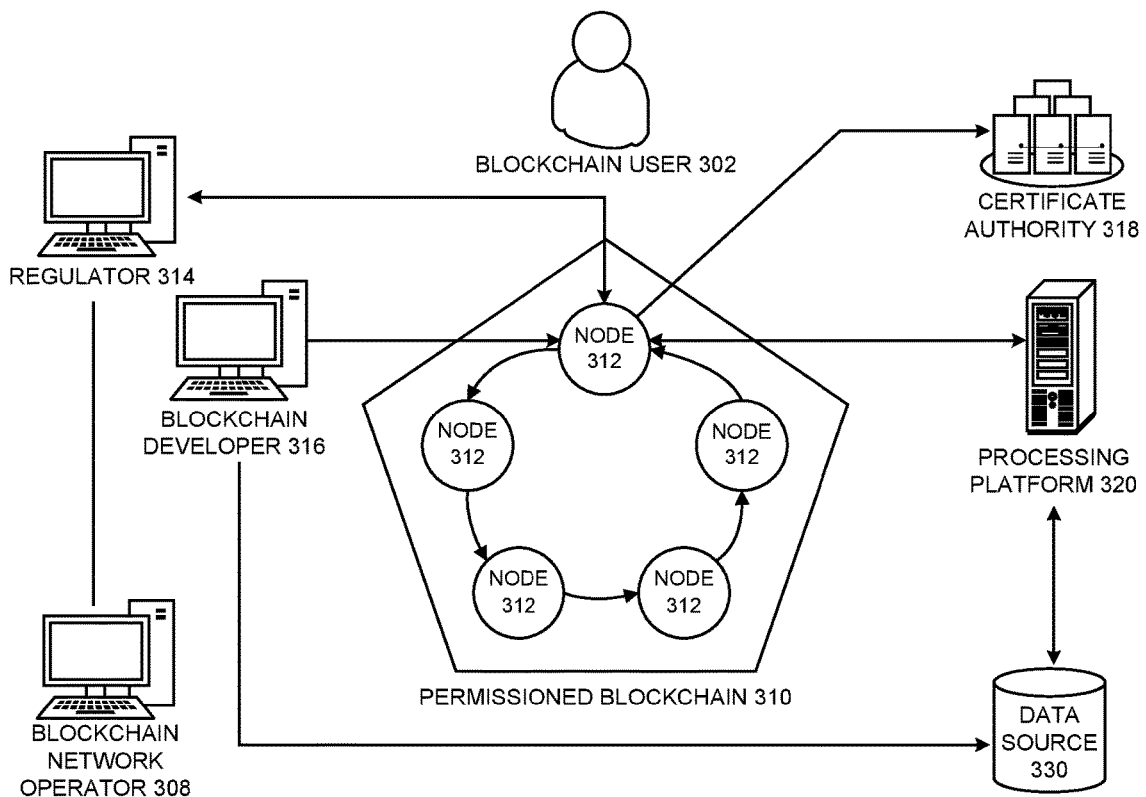 BLOCKCHAIN USER 302
CERTIFICATE
AUTHORITY 318
REGULATOR 314
NODE
312
BLOCKCHAIN
DEVELOPER 316
NODE
312
NODE
312
PROCESSING
PLATFORM 320
NODE
312
NODE
312
PERMISSIONED BLOCKCHAIN 310
BLOCKCHAIN
NETWORK
OPERATOR 308
DATA
SOURCE
330